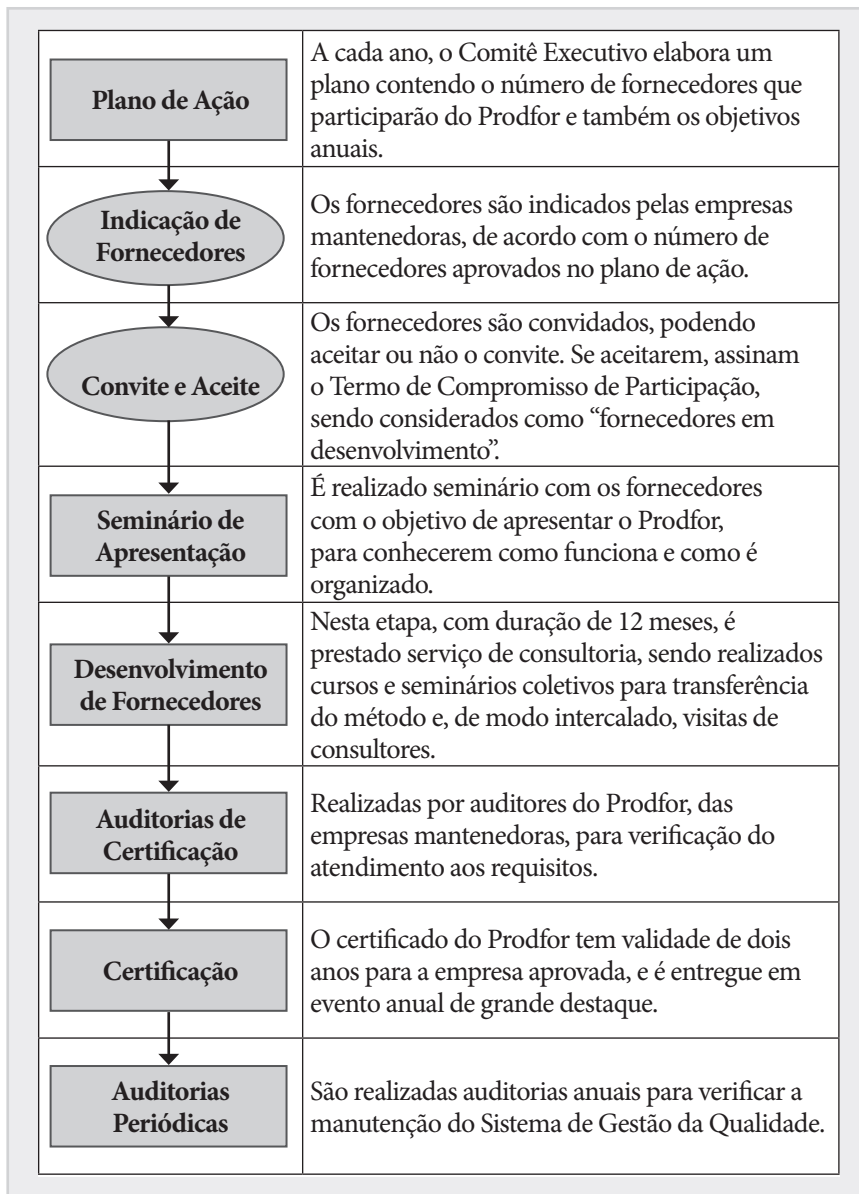 Plano de Ação
A cada ano, o Comitê Executivo elabora um
plano contendo o número de fornecedores que
participarão do Prodfor e também os objetivos
anuais.
Indicação de
Fornecedores
Os fornecedores são indicados pelas empresas
mantenedoras, de acordo com o número de
fornecedores aprovados no plano de ação.
Convite e Aceite
Os fornecedores são convidados, podendo
aceitar ou não o convite. Se aceitarem, assinam
o Termo de Compromisso de Participação,
sendo considerados como “fornecedores em
desenvolvimento”.
Seminário de
Apresentação
É realizado seminário com os fornecedores
com o objetivo de apresentar o Prodfor,
para conhecerem como funciona e como é
organizado.
Desenvolvimento
de Fornecedores
Nesta etapa, com duração de 12 meses, é
prestado serviço de consultoria, sendo realizados
cursos e seminários coletivos para transferência
do método e, de modo intercalado, visitas de
consultores.
Auditorias de
Certificação
Realizadas por auditores do Prodfor, das
empresas mantenedoras, para verificação do
atendimento aos requisitos.
Certificação
O certificado do Prodfor tem validade de dois
anos para a empresa aprovada, e é entregue em
evento anual de grande destaque.
Auditorias
Periódicas
São realizadas auditorias anuais para verificar a
manutenção do Sistema de Gestão da Qualidade.